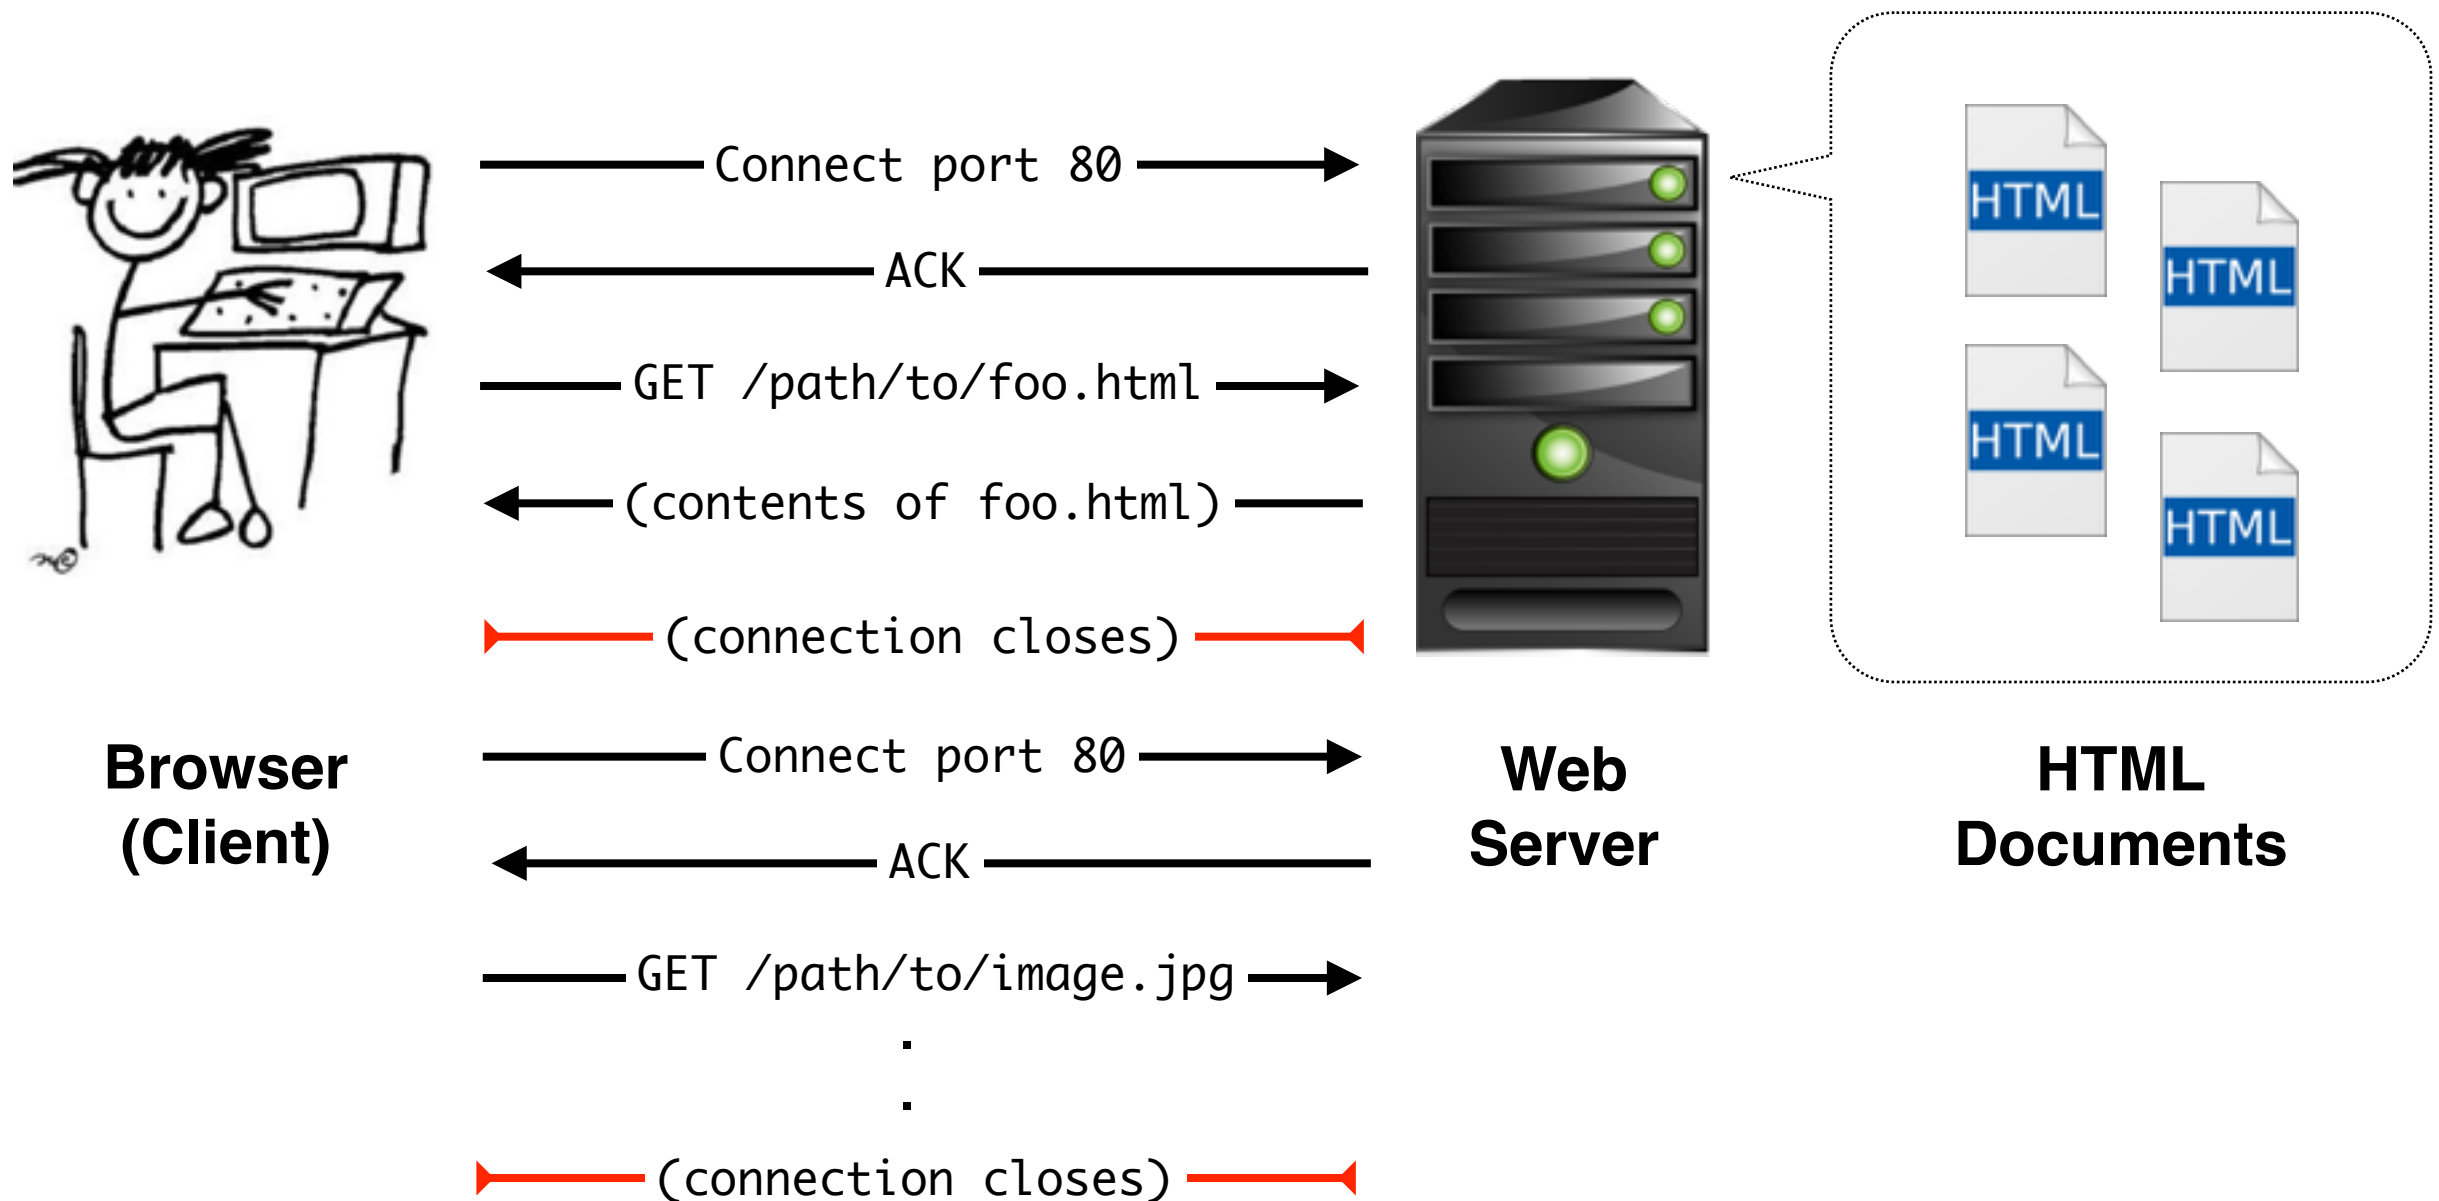 Connect port 80
ACK
GET /path/to/foo.html
(contents of foo.html)
(connection closes)
Connect port 80
ACK
GET /path/to/image.jpg
.
.
(connection closes)
Browser
(Client)
Web
Server
HTML
HTML
HTML
HTML
HTML
Documents